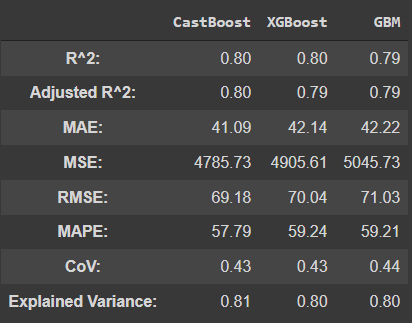 CastBoost XGBoost GBM
R^2: 0.80 0.80 0.79
Adjusted R^2: 0.80 0.79 0.79
MAE: 41.09 42.14 42.22
MSE: 4785.73 4905.61 5045.73
RMSE: 69.18 70.04 71.03
MAPE: 57.79 59.24 59.21
CoV: 0.43 0.43 0.44
Explained Variance: 0.81 0.80 0.80